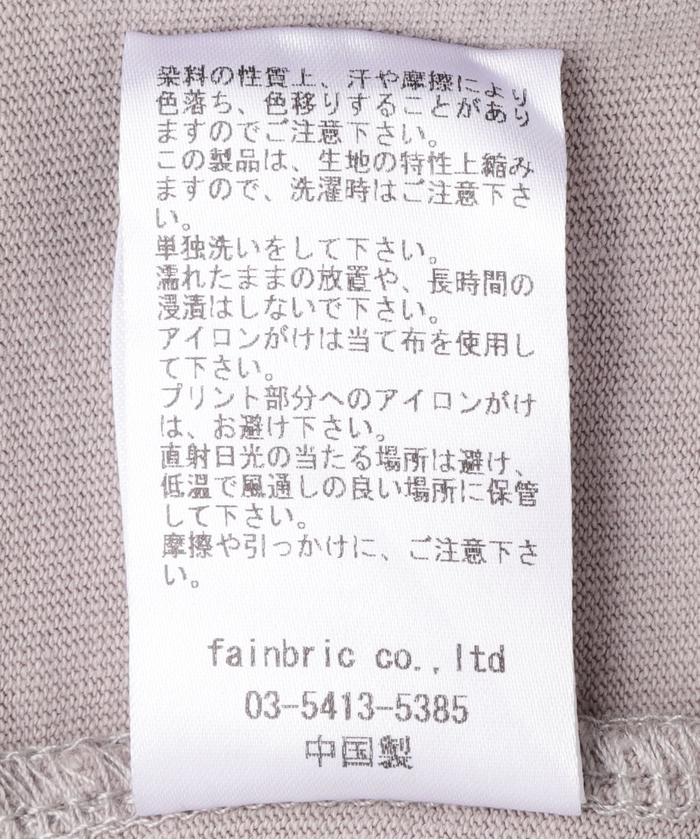 染料の性質上、汗や摩擦により
色落ち、色移りすることがあり
ますのでご注意下さい。
この製品は、生地の特性上縮み
ますので、洗濯時はご注意下さ
い。
単独洗いをして下さい。
濡れたままの放置や、長時間の
浸漬はしないで下さい。
アイロンがけは当て布を使用し
て下さい。
プリント部分へのアイロンがけ
は、お避け下さい。
直射日光の当たる場所は避け、
低温で風通しの良い場所に保管
して下さい。
摩擦や引っかけに、ご注意下さ
い。
fainbric co.,ltd
03-5413-5385
中国製